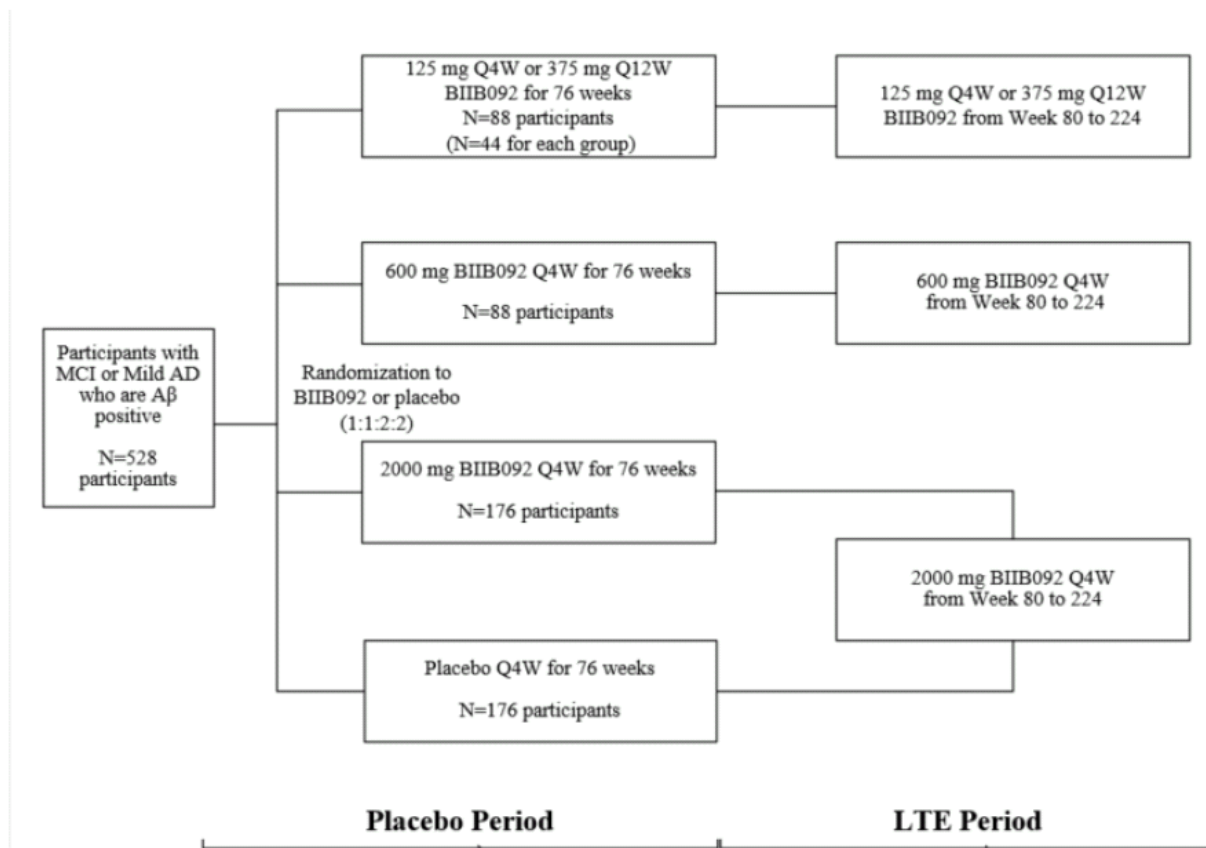 125 mg Q4W or 375 mg Q12W
BIIB092 for 76 weeks
N=88 participants
(N=44 for each group)
125 mg Q4W or 375 mg Q12W
BIIB092 from Week 80 to 224
600 mg BIIB092 Q4W for 76 weeks
N=88 participants
600 mg BIIB092 Q4W
from Week 80 to 224
Participants with
MCI or Mild AD
who are Aβ
positive
N=528
participants
Randomization to
BIIB092 or placebo
(1:1:2:2)
2000 mg BIIB092 Q4W for 76 weeks
N=176 participants
2000 mg BIIB092 Q4W
from Week 80 to 224
Placebo Q4W for 76 weeks
N=176 participants
Placebo Period
LTE Period